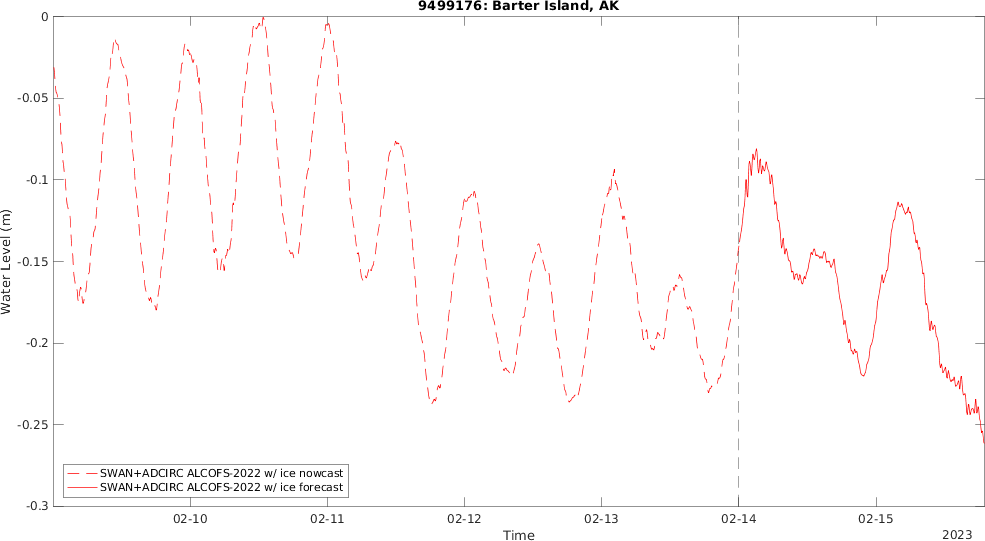 9499176: Barter Island, AK
0
-0.05
-0.1
-0.15
-0.2
-0.25
-0.3
Water Level (m)
SWAN+ADCIRC ALCOFS-2022 w/ ice nowcast
SWAN+ADCIRC ALCOFS-2022 w/ ice forecast
02-10 02-11 02-12 02-13 02-14 02-15
Time
2023